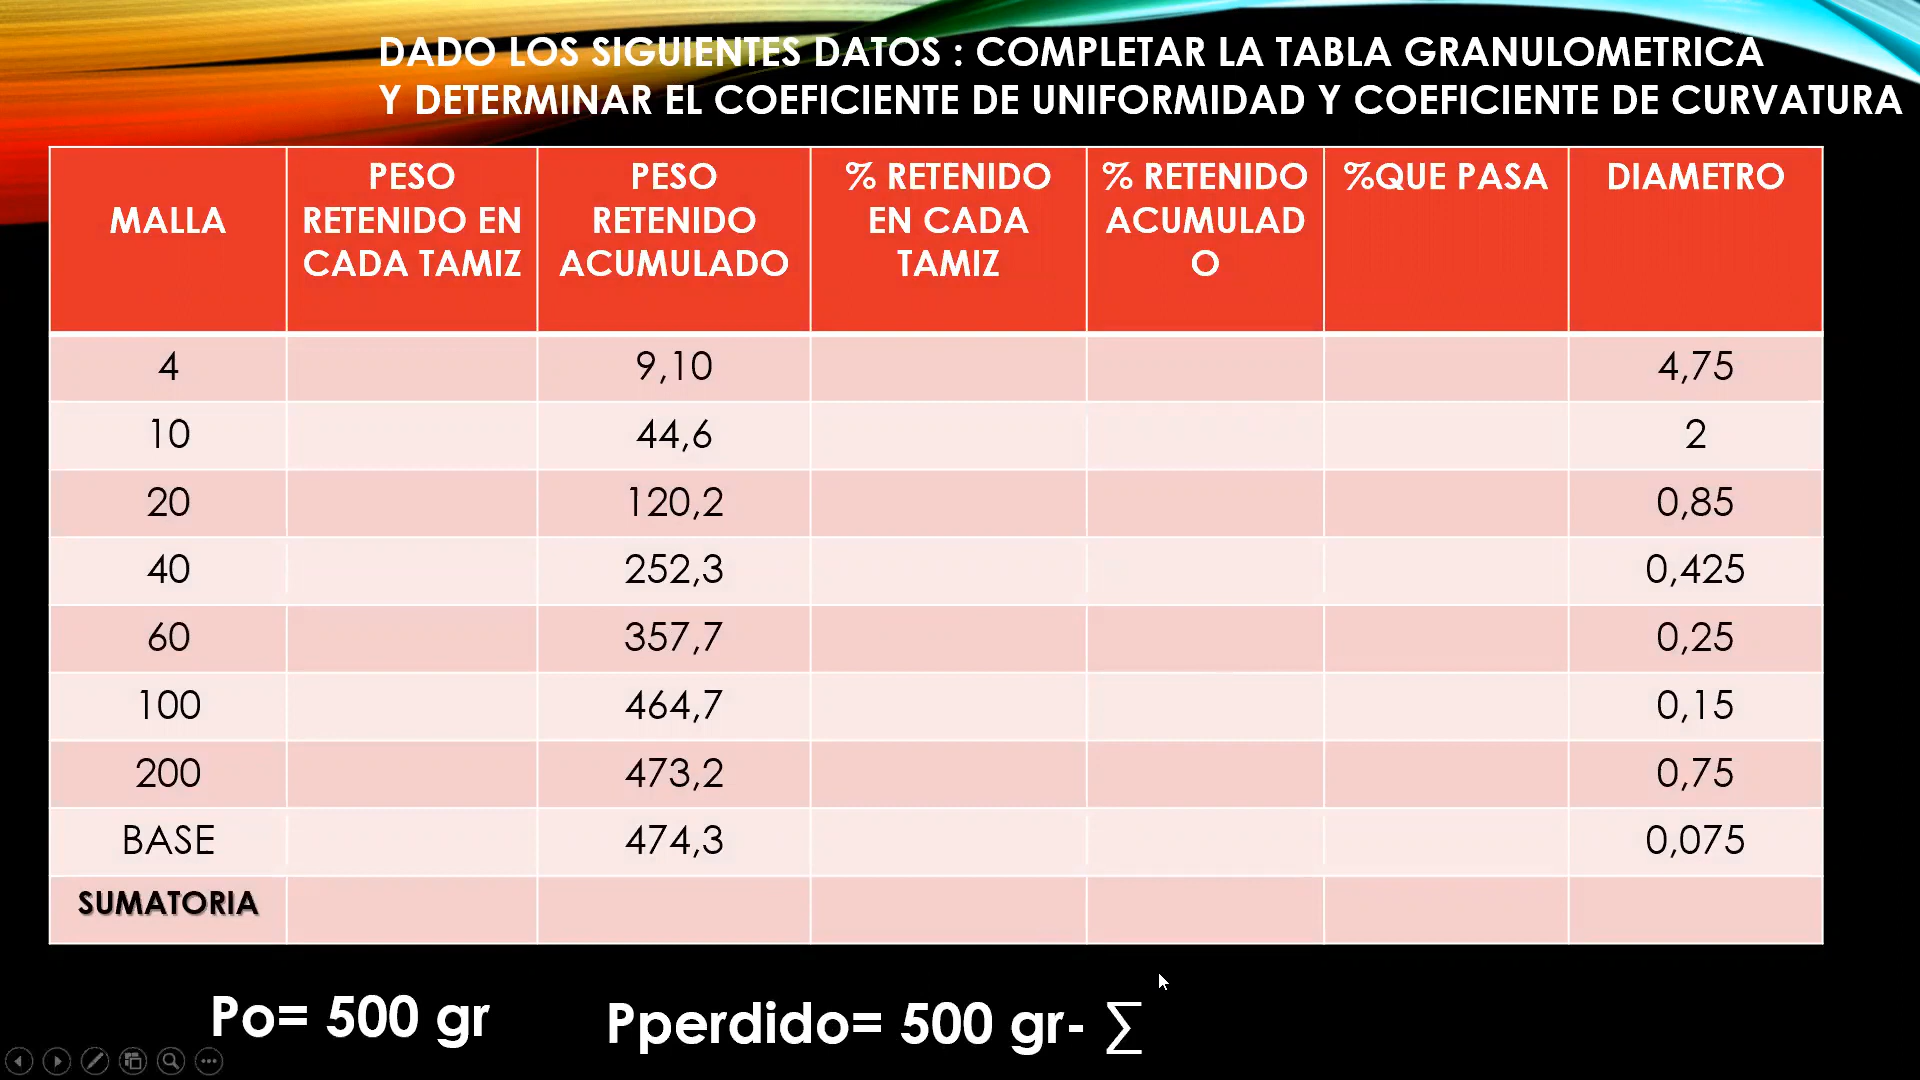 DADO LOS SIGUIENTES DATOS : COMPLETAR LA TABLA GRANULOMETRICA
Y DETERMINAR EL COEFICIENTE DE UNIFORMIDAD Y COEFICIENTE DE CURVATURA
MALLA
PESO
RETENIDO EN
CADA TAMIZ
PESO
RETENIDO
ACUMULADO
% RETENIDO
EN CADA
TAMIZ
% RETENIDO
ACUMULAD
O
%QUE PASA
DIAMETRO
4 9,10 4,75
10 44,6 2
20 120,2 0,85
40 252,3 0,425
60 357,7 0,25
100 464,7 0,15
200 473,2 0,75
BASE 474,3 0,075
SUMATORIA
Po= 500 gr
Pperdido= 500 gr- ∑